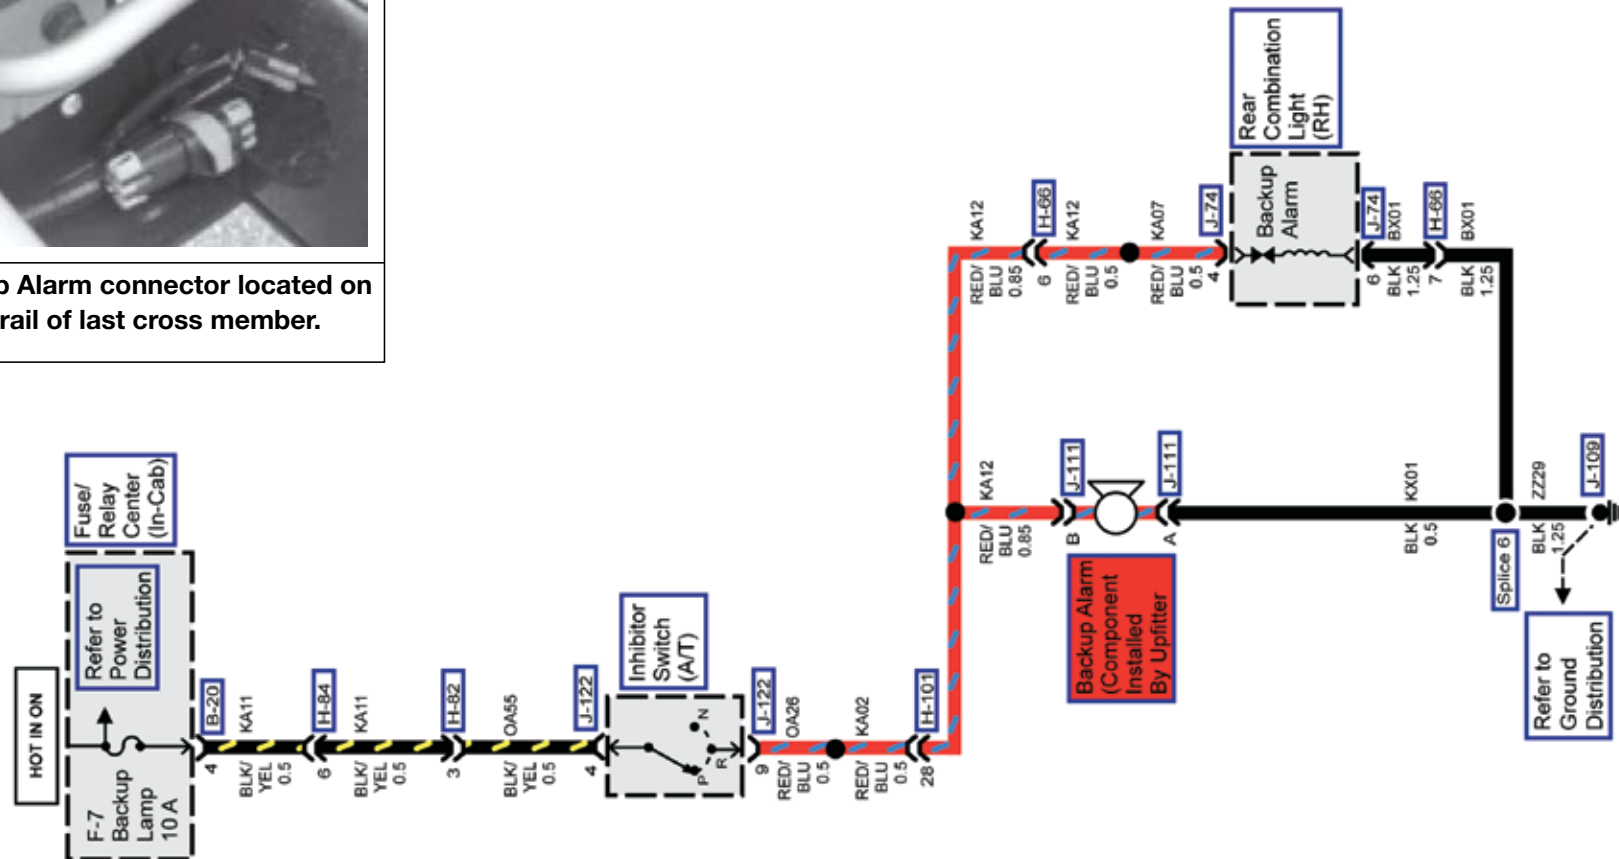 p Alarm connector located on
rail of last cross member.
HOT IN ON
Fuse/
Relay
Center
(In-Cab)
Refer to
Power
Distribution
F-7
Backup
Lamp
10 A
4
B-20
BLK/
YEL
0.5
KA11
6
H-84
BLK/
YEL
0.5
KA11
3
H-82
BLK/
YEL
0.5
OA55
4
J-122
Inhibitor
Switch
(A/T)
P
R
N
9
J-122
RED/
BLU
0.5
OA26
RED/
BLU
0.5
KA02
28
H-101
RED/
BLU
0.85
KA12
B
J-111
Backup Alarm
(Component
Installed
By Upfitter
A
J-111
BLK
0.5
KX01
Splice 6
BLK
1.25
ZZ29
J-109
Refer to
Ground
Distribution
RED/
BLU
0.85
KA12
6
H-66
RED/
BLU
0.5
KA12
RED/
BLU
0.5
KA07
4
J-74
Rear
Combination
Light
(RH)
Backup
Alarm
6
J-74
BLK
1.25
BX01
7
H-66
BLK
1.25
BX01